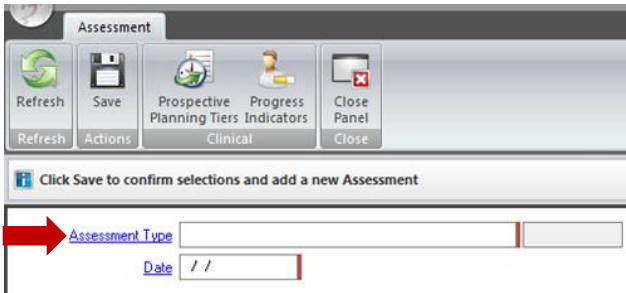 Assessment
Refresh
Save
Prospective Planning Tiers
Progress Indicators
Close Panel
Refresh
Actions
Clinical
Close
Click Save to confirm selections and add a new Assessment
Assessment Type
Date / /